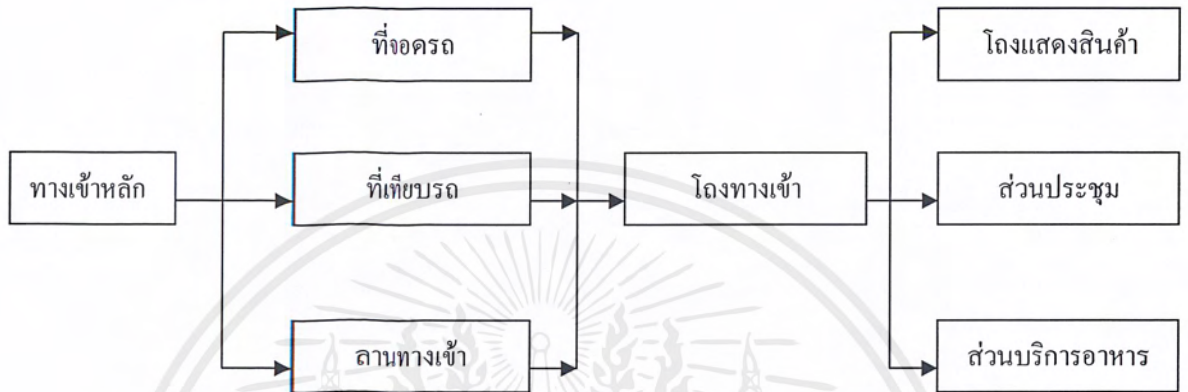 ที่จอดรถ
โถงแสดงสินค้า
ทางเข้าหลัก
ที่เทียบรถ
โถงทางเข้า
ส่วนประชุม
ลานทางเข้า
ส่วนบริการอาหาร